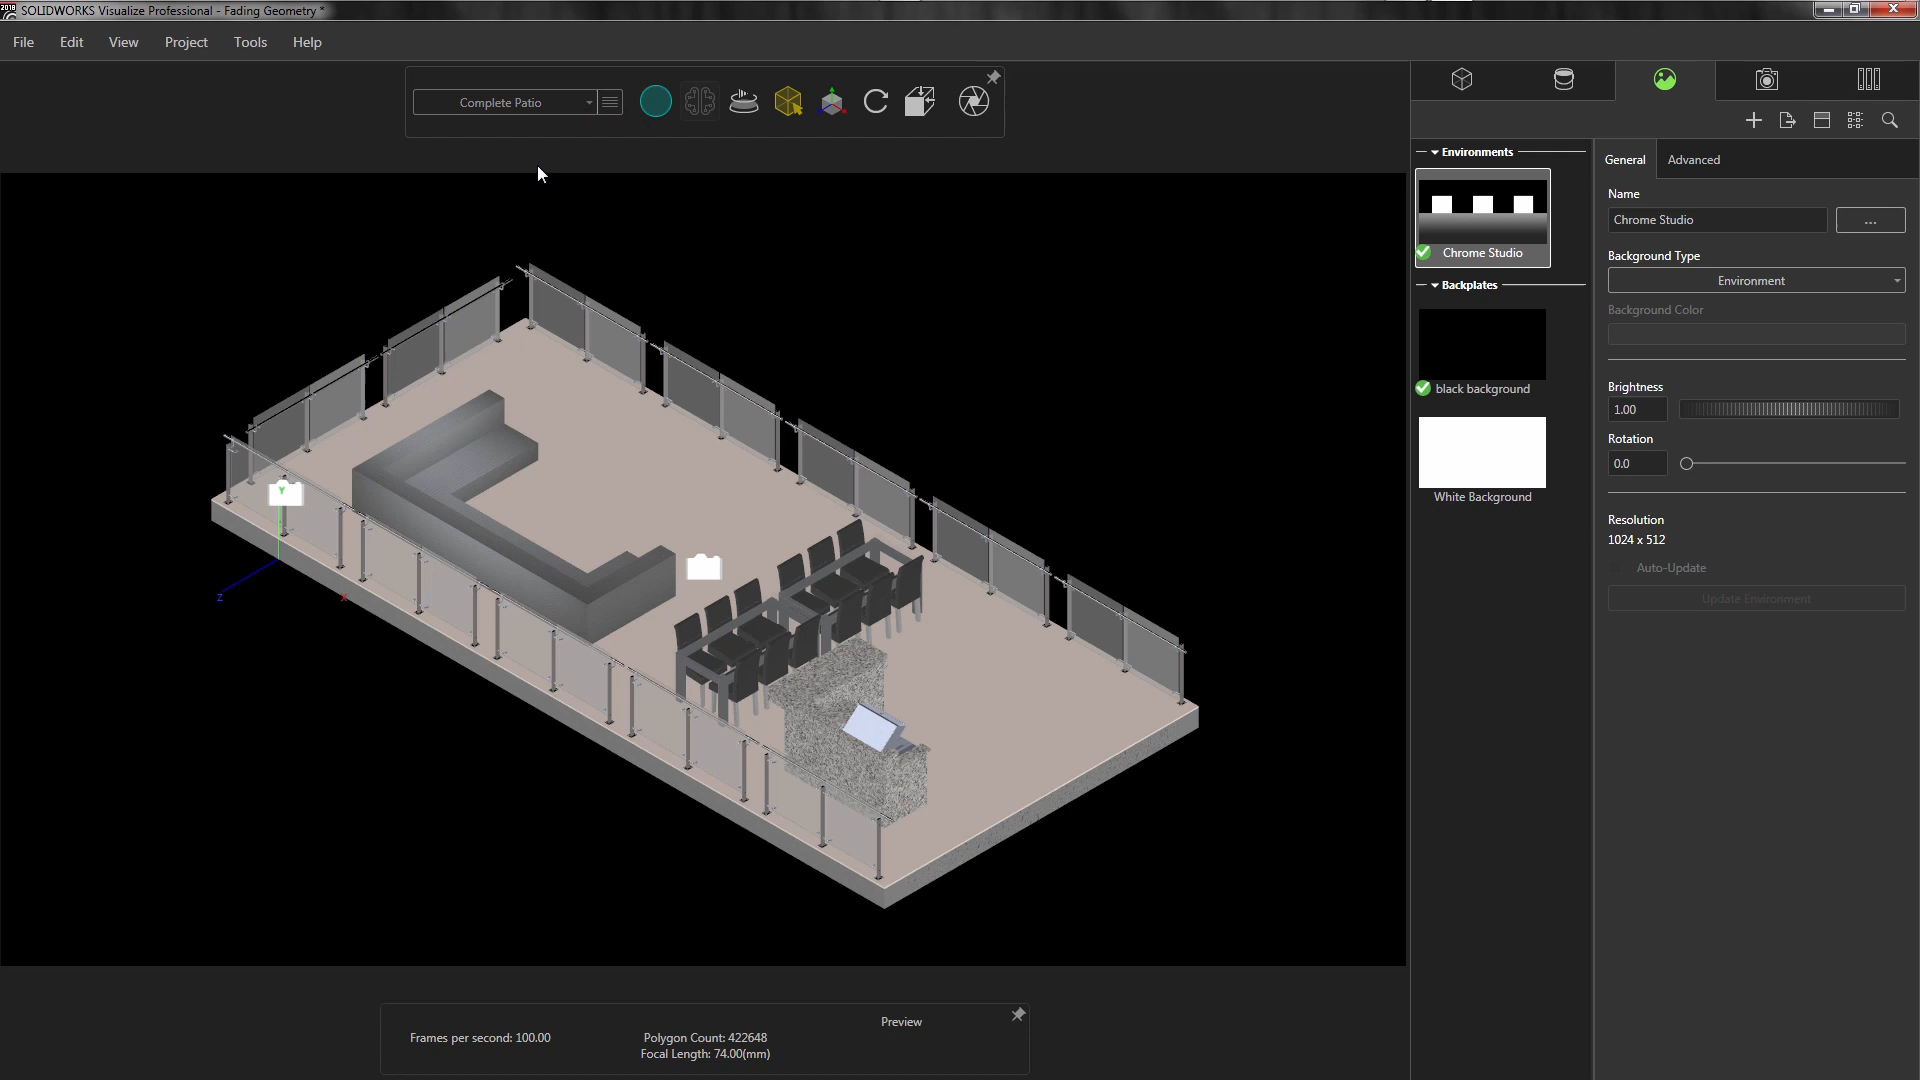 2018
SOLIDWORKS Visualize Professional - Fading Geometry *
File Edit View Project Tools Help
Complete Patio
Environments
Chrome Studio
Backplates
black background
White Background
General Advanced
Name
Chrome Studio ...
Background Type
Environment
Background Color
Brightness
1.00
Rotation
0.0
Resolution
1024 x 512
Auto-Update
Update Environment
Y
Z
X
Preview
Frames per second: 100.00
Polygon Count: 422648
Focal Length: 74.00(mm)